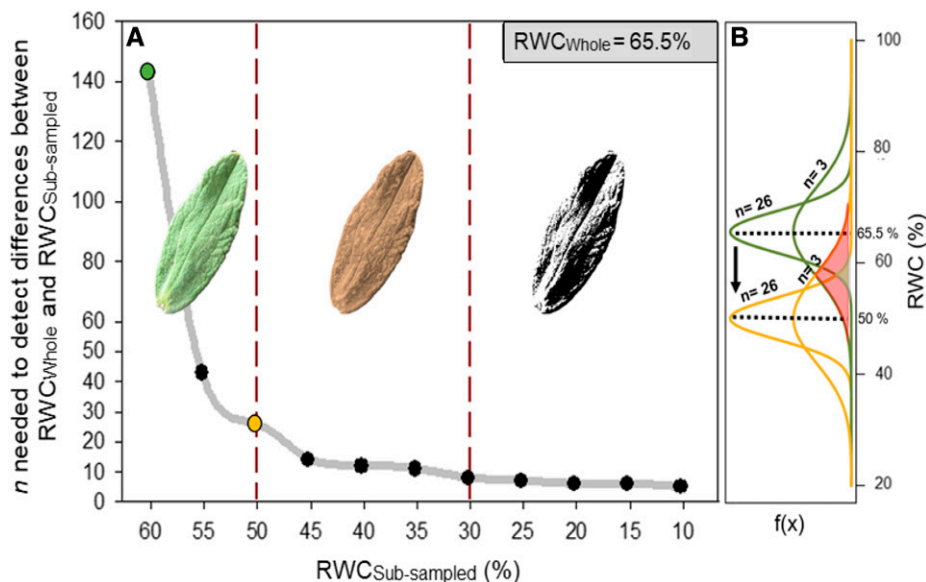 A
RWCWhole = 65.5%
n needed to detect differences between
RWCWhole and RWCSub-sampled
160
140
120
100
80
60
50
40
30
20
10
0
60 55 50 45 40 35 30 25 20 15 10
RWCSub-sampled (%)
B
100
80
60
40
20
RWC (%)
n= 3
n= 26
65.5 %
n= 3
n= 26
50 %
f(x)